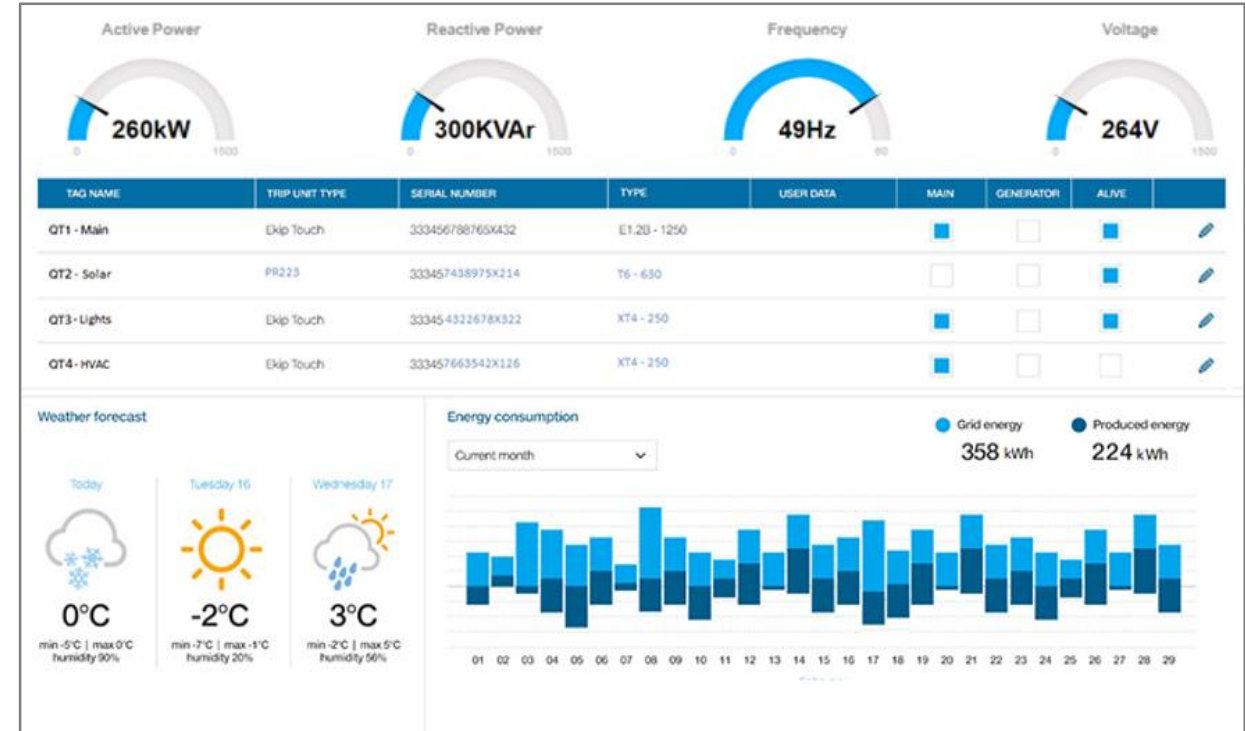 Active Power Reactive Power Frequency Voltage
260kW 300KVAr 49Hz 264V
0 1500 0 1500 0 60 0 1500
TAG NAME TRIP UNIT TYPE SERIAL NUMBER TYPE USER DATA MAIN GENERATOR ALIVE
QT1 - Main Ekip Touch 333456788765X432 E1.2B - 1250
QT2 - Solar PR223 333457438975X214 T6 - 630
QT3 - Lights Ekip Touch 333454322678X322 XT4 - 250
QT4 - HVAC Ekip Touch 333457663542X126 XT4 - 250
Weather forecast
Today Tuesday 16 Wednesday 17
0°C -2°C 3°C
min -5°C | max 0°C min -7°C | max -1°C min -2°C | max 5°C
humidity 90% humidity 20% humidity 56%
Energy consumption
Current month
Grid energy Produced energy
358 kWh 224 kWh
01 02 03 04 05 06 07 08 09 10 11 12 13 14 15 16 17 18 19 20 21 22 23 24 25 26 27 28 29